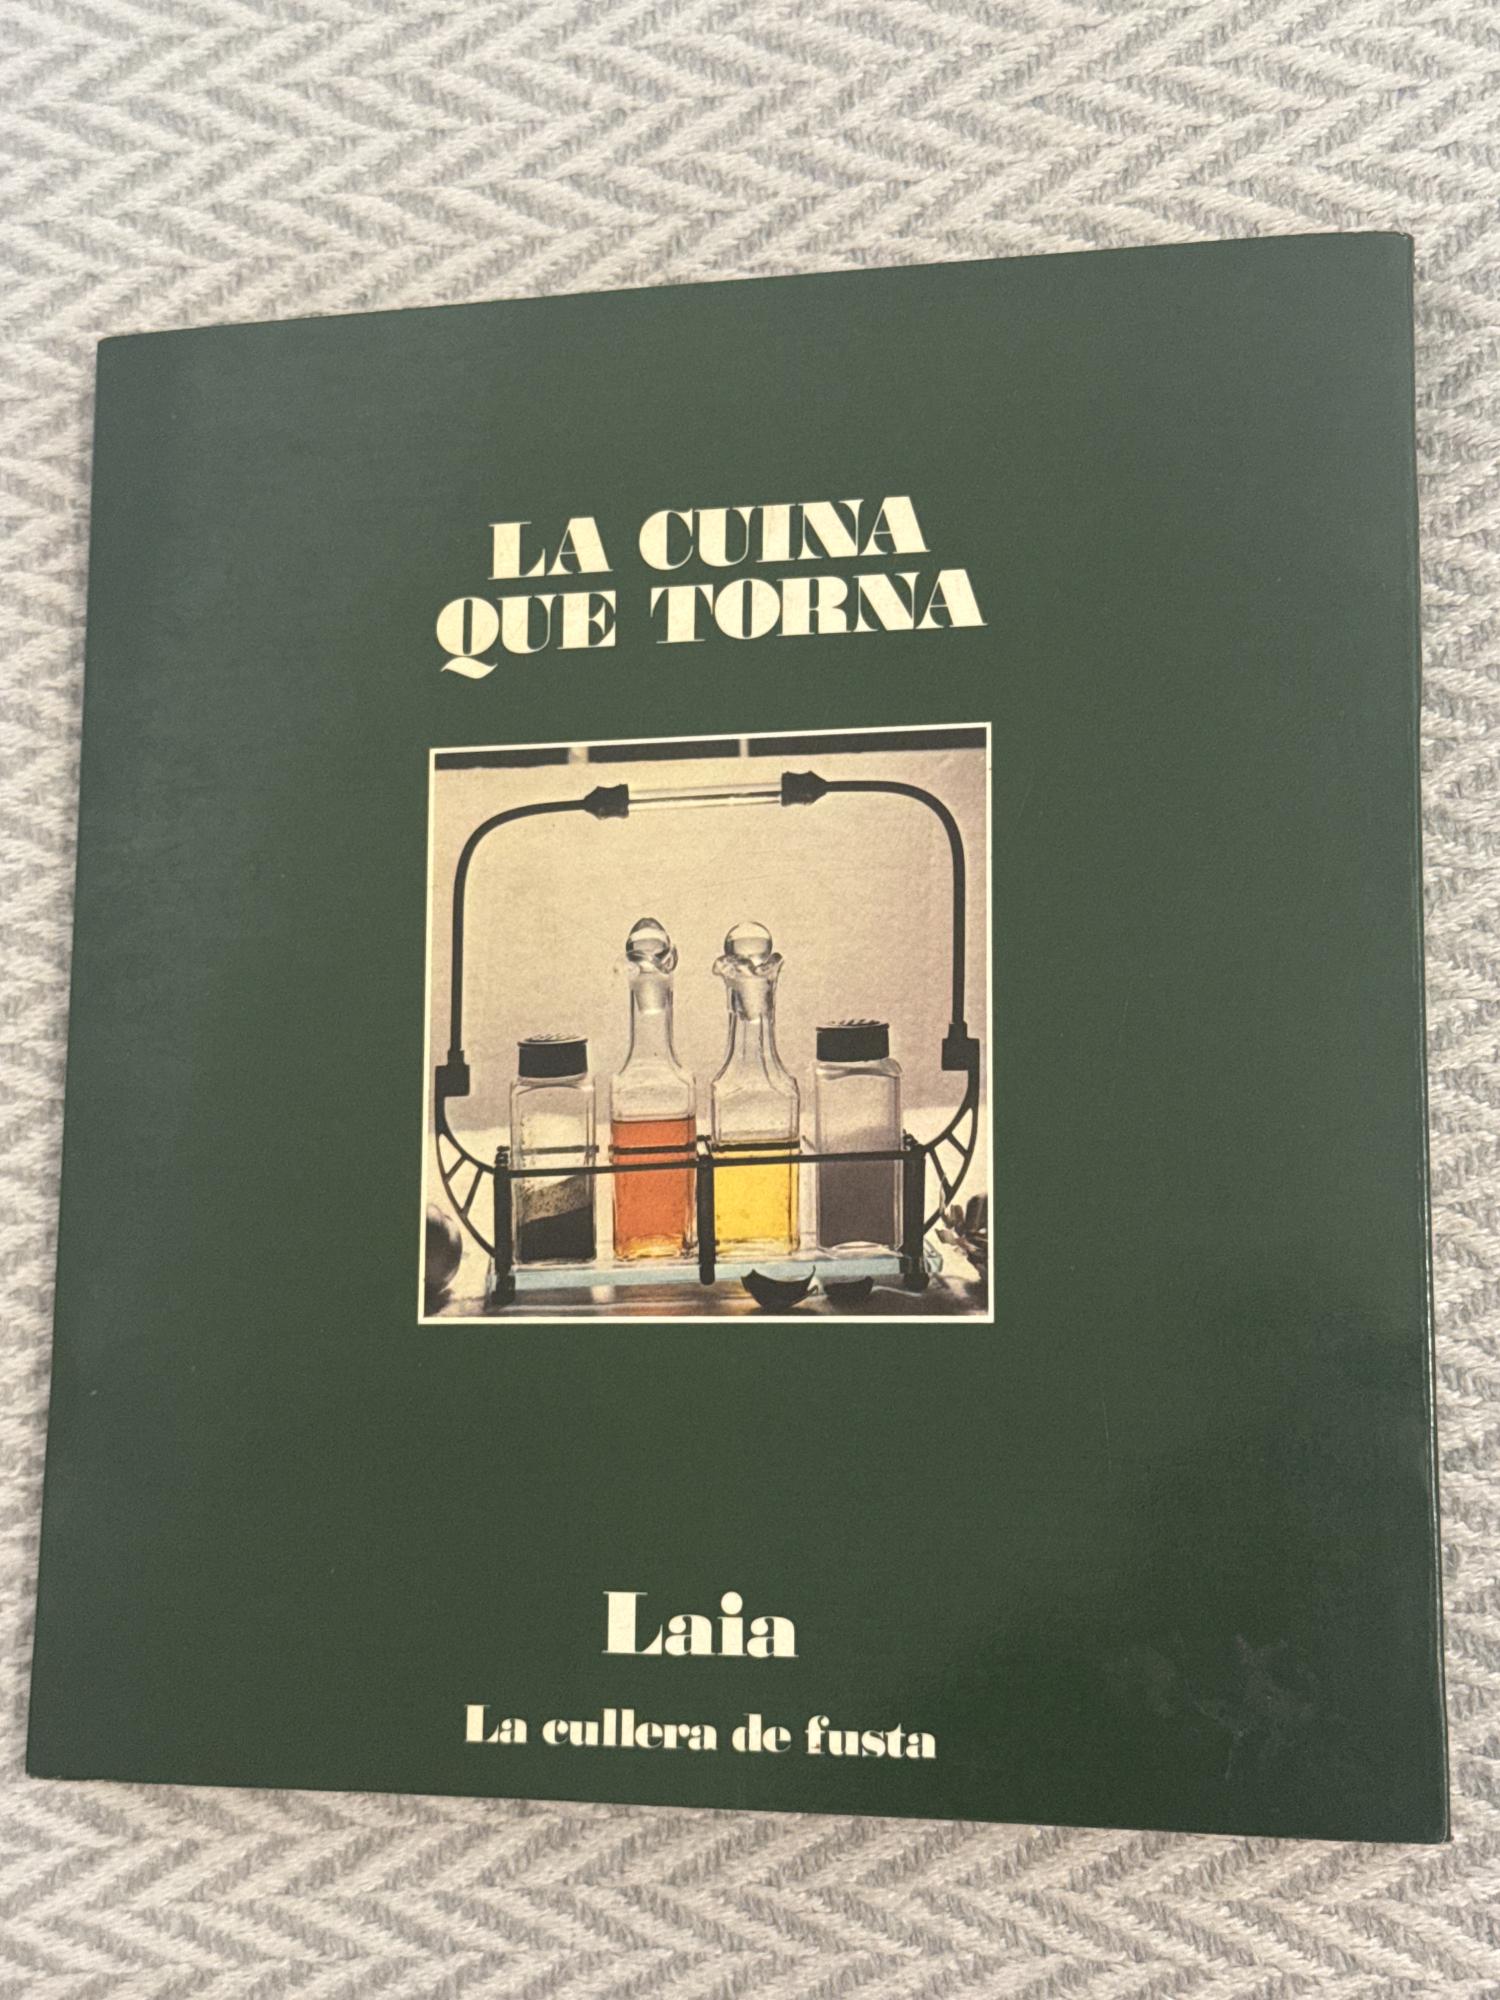 LA CUINA
QUE TORNA
Laia
La cullera de fusta